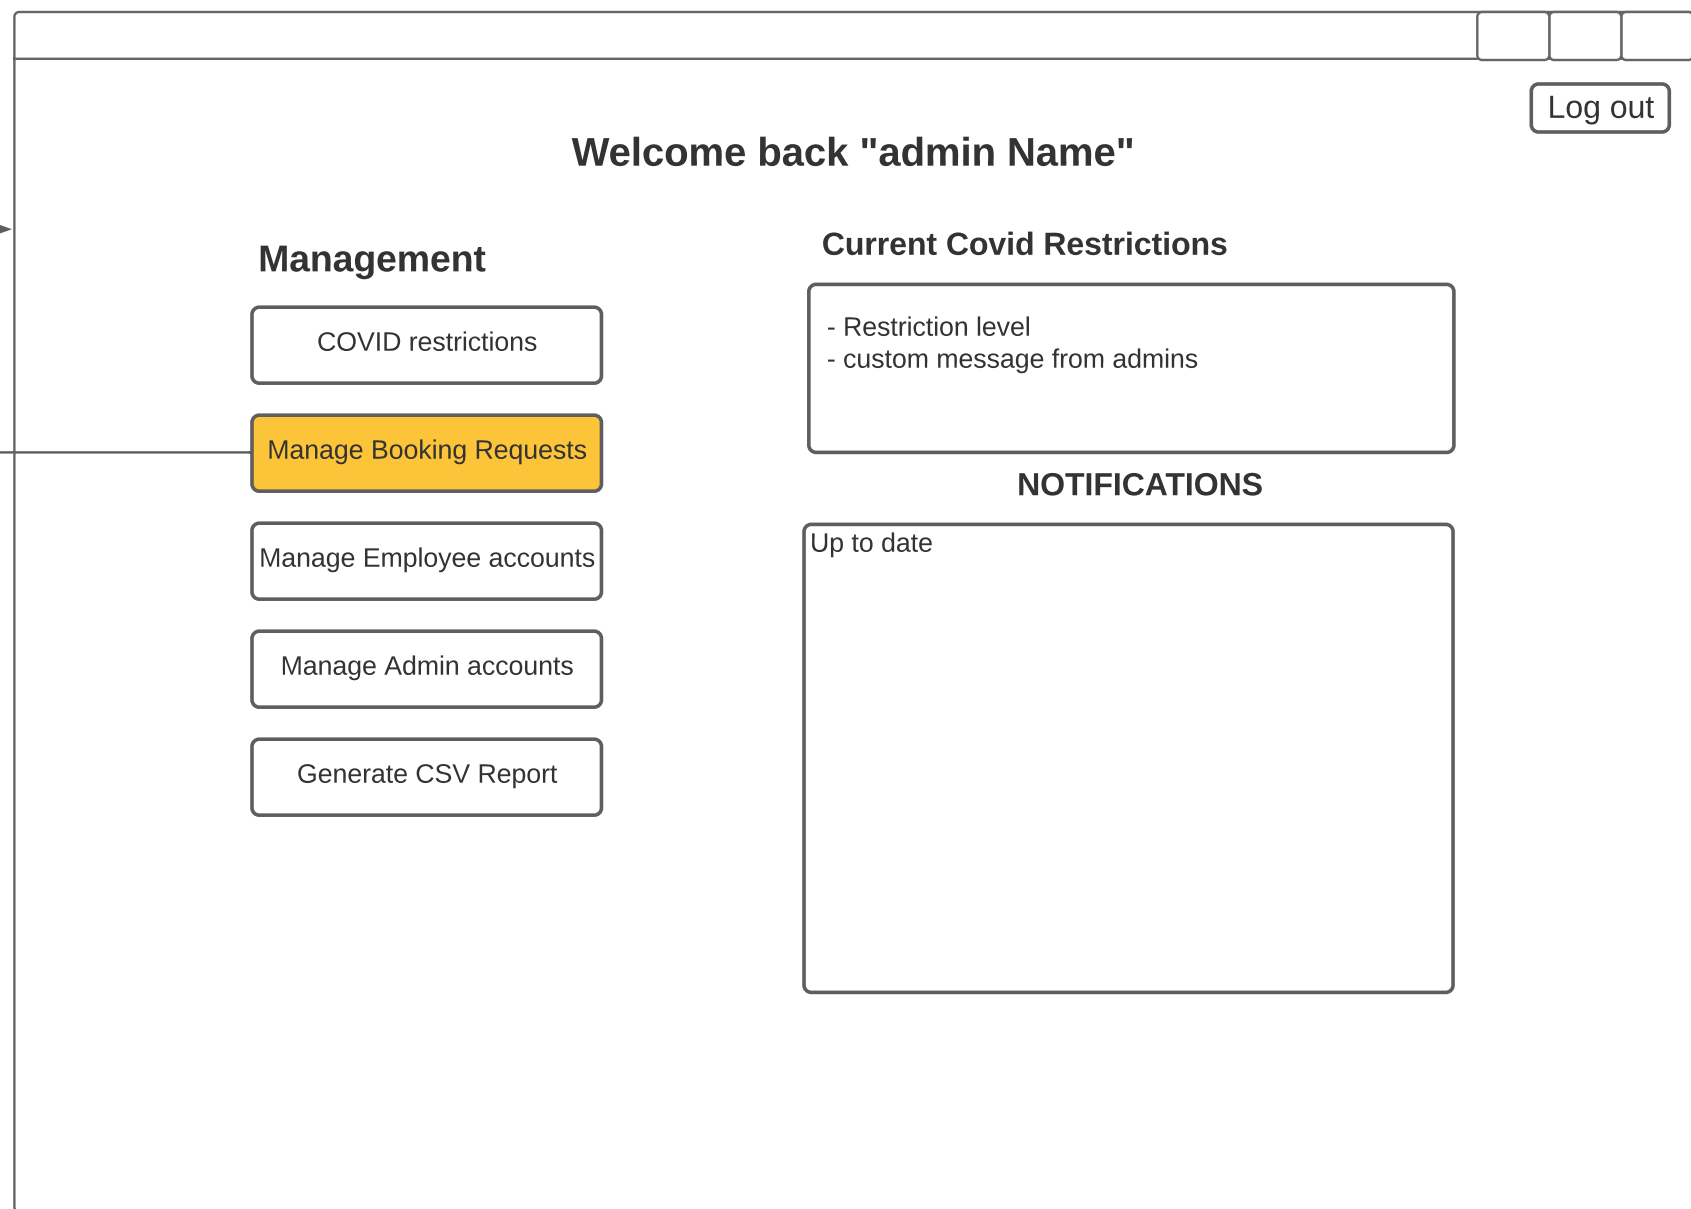 Log out
Welcome back "admin Name"
Management
COVID restrictions
Manage Booking Requests
Manage Employee accounts
Manage Admin accounts
Generate CSV Report
Current Covid Restrictions
- Restriction level
- custom message from admins
NOTIFICATIONS
Up to date